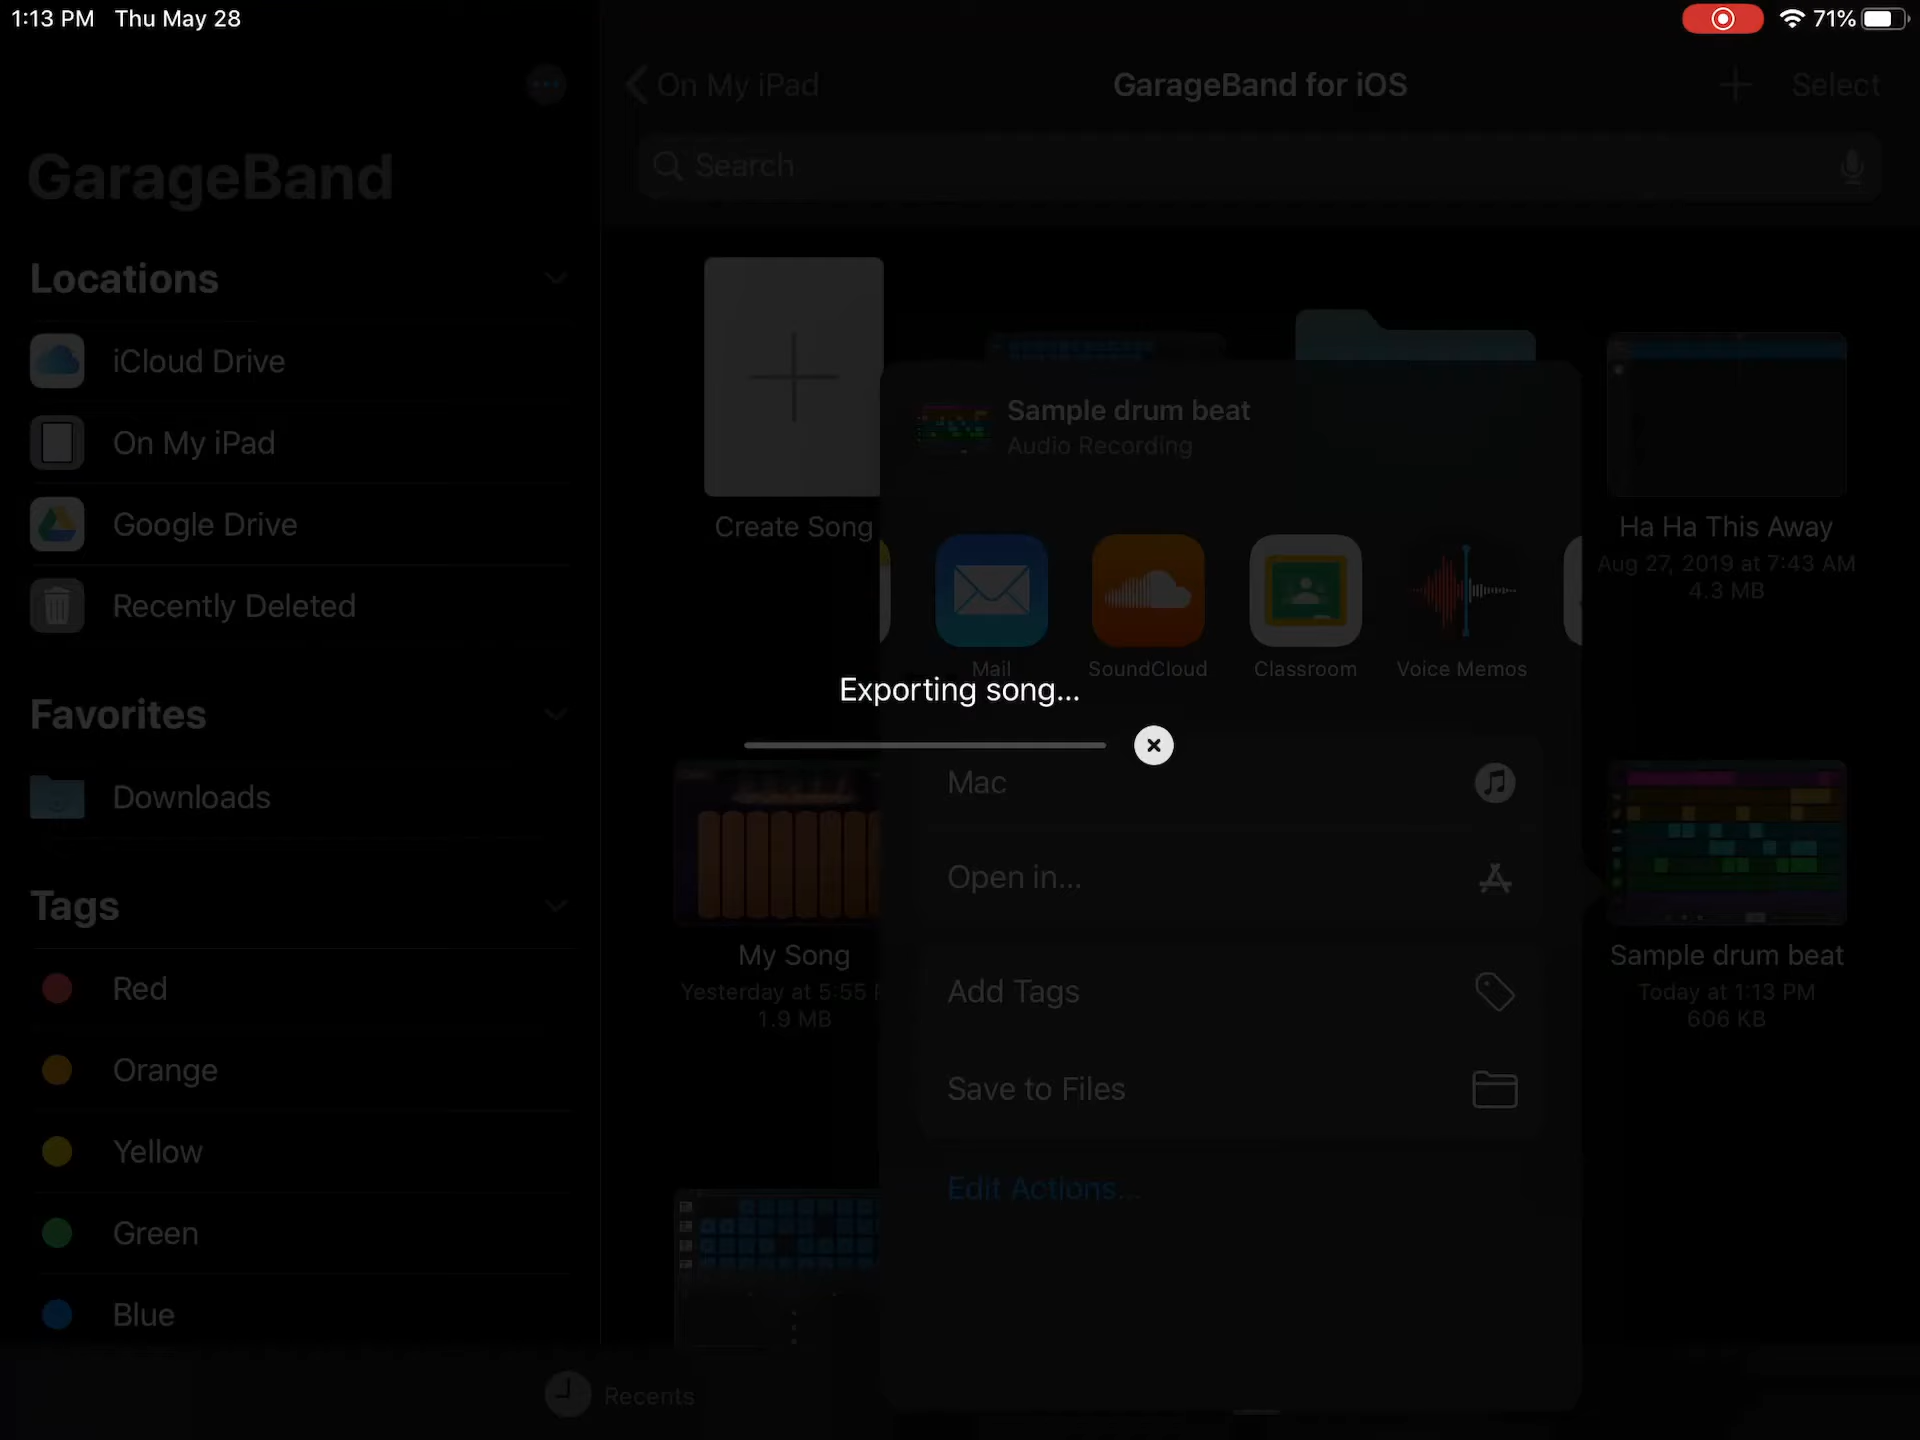 1:13 PM Thu May 28
71%
GarageBand
Locations
iCloud Drive
On My iPad
Google Drive
Recently Deleted
Favorites
Downloads
Tags
Red
Orange
Yellow
Green
Blue
On My iPad
GarageBand for iOS
Select
Search
Create Song
Ha Ha This Away
Aug 27, 2019 at 7:43 AM
4.3 MB
Sample drum beat
Audio Recording
Mail
SoundCloud
Classroom
Voice Memos
Exporting song...
Mac
Open in...
Add Tags
Save to Files
Edit Actions...
My Song
Yesterday at 5:55
1.9 MB
Sample drum beat
Today at 1:13 PM
606 KB
Recents